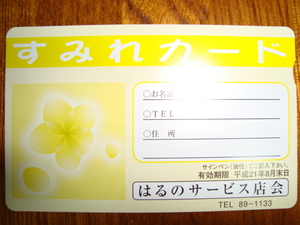 すみれカード
○お名前
○TEL
○住　所
サインペン(油性)でご記入下さい。
有効期限 平成21年8月末日
はるのサービス店会
TEL 89-1133